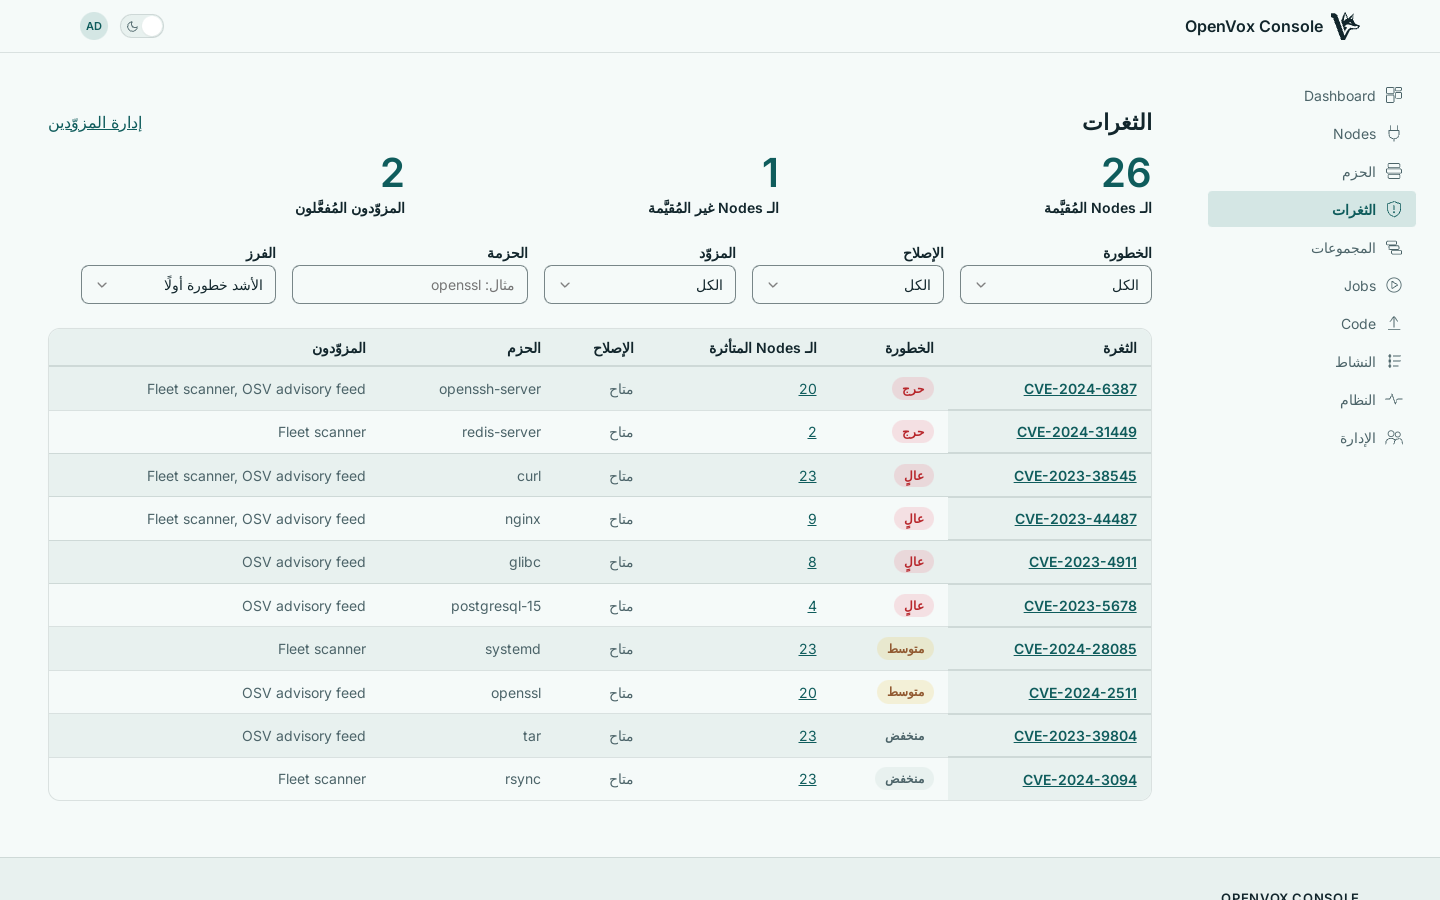 OpenVox Console
AD
Dashboard
Nodes
الحزم
الثغرات
المجموعات
Jobs
Code
النشاط
النظام
الإدارة
الثغرات
إدارة المزوّدين
26
الـ Nodes المُقيَّمة
1
الـ Nodes غير المُقيَّمة
2
المزوّدون المُفعَّلون
الخطورة
الكل
الإصلاح
الكل
المزوّد
الكل
الحزمة
مثال: openssl
الفرز
الأشد خطورة أولًا
الثغرة الخطورة الـ Nodes المتأثرة الإصلاح الحزم المزوّدون
CVE-2024-6387 حرج 20 متاح openssh-server Fleet scanner, OSV advisory feed
CVE-2024-31449 حرج 2 متاح redis-server Fleet scanner
CVE-2023-38545 عالٍ 23 متاح curl Fleet scanner, OSV advisory feed
CVE-2023-44487 عالٍ 9 متاح nginx Fleet scanner, OSV advisory feed
CVE-2023-4911 عالٍ 8 متاح glibc OSV advisory feed
CVE-2023-5678 عالٍ 4 متاح postgresql-15 OSV advisory feed
CVE-2024-28085 متوسط 23 متاح systemd Fleet scanner
CVE-2024-2511 متوسط 20 متاح openssl OSV advisory feed
CVE-2023-39804 منخفض 23 متاح tar OSV advisory feed
CVE-2024-3094 منخفض 23 متاح rsync Fleet scanner
OPENVOX CONSOLE